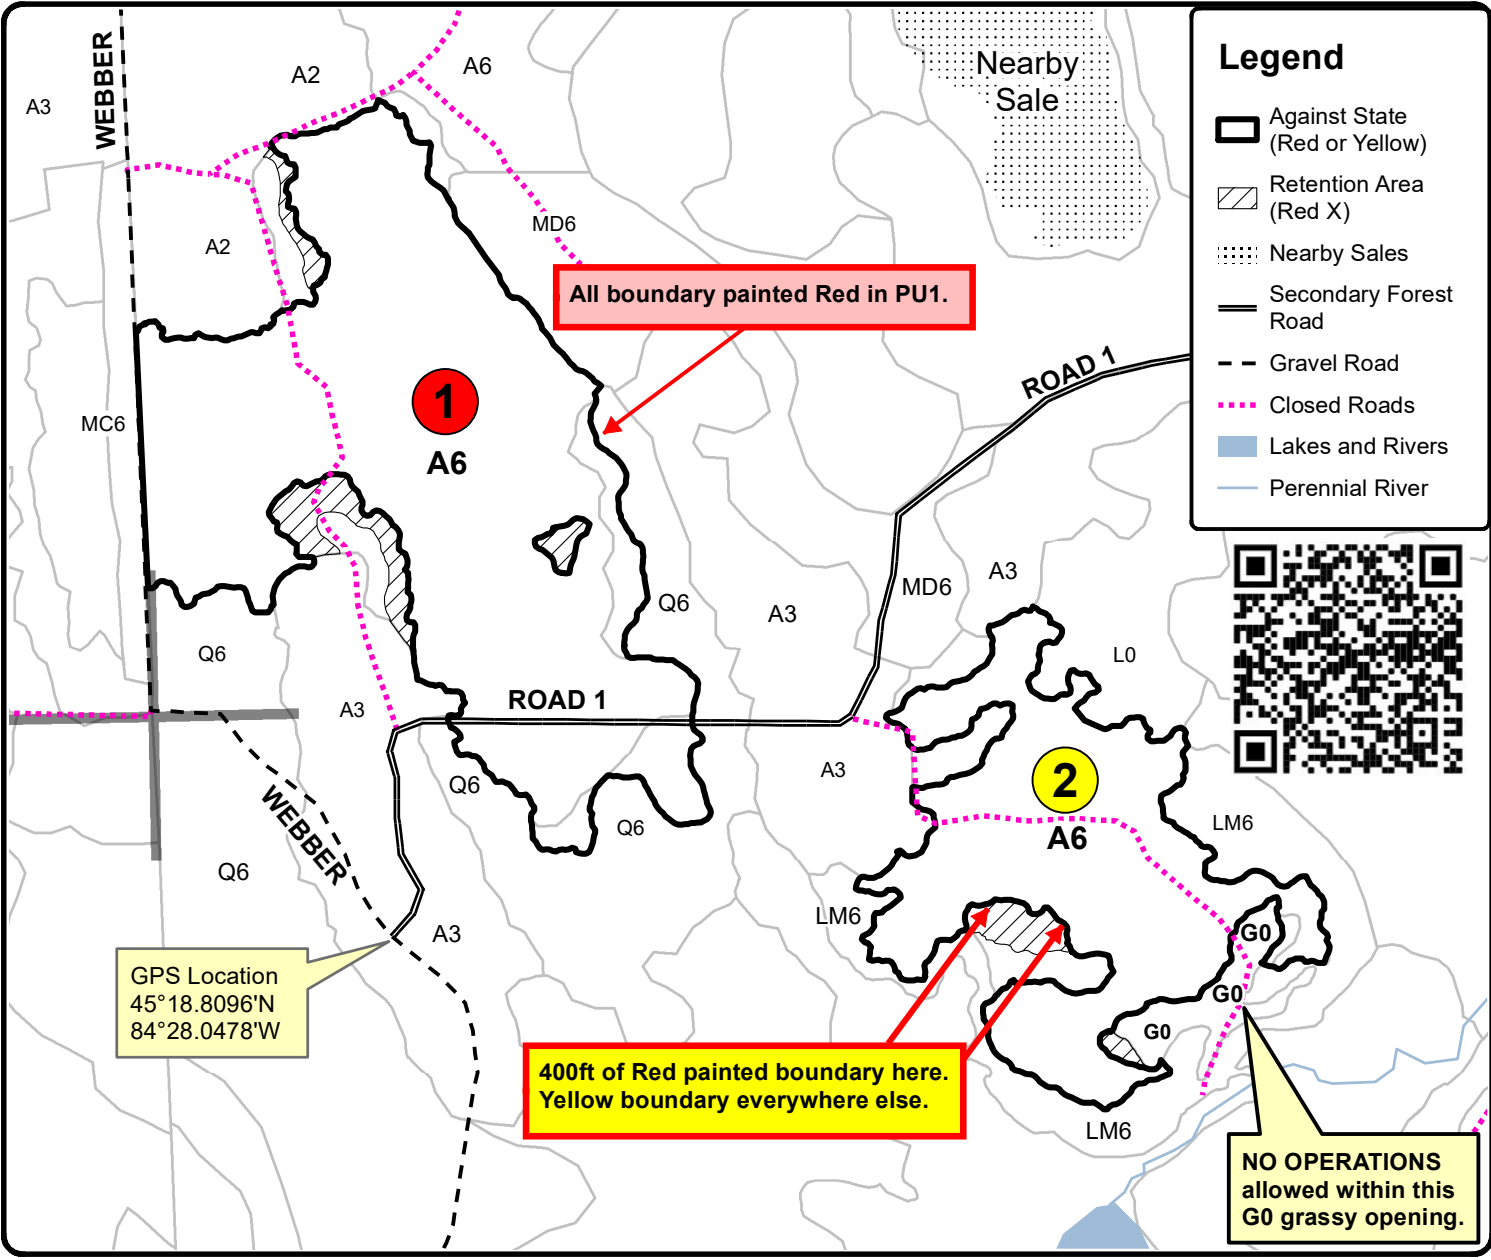 WEBBER
A2
A6
A3
Nearby
Sale
Legend
Against State
(Red or Yellow)
Retention Area
(Red X)
Nearby Sales
Secondary Forest
Road
Gravel Road
Closed Roads
Lakes and Rivers
Perennial River
A2
MD6
All boundary painted Red in PU1.
ROAD 1
MC6
1
A6
Q6
A3
MD6
A3
L0
Q6
A3
ROAD 1
Q6
A3
2
A6
LM6
Q6
WEBBER
Q6
LM6
A3
G0
G0
G0
GPS Location
45°18.8096'N
84°28.0478'W
400ft of Red painted boundary here.
Yellow boundary everywhere else.
LM6
NO OPERATIONS
allowed within this
G0 grassy opening.